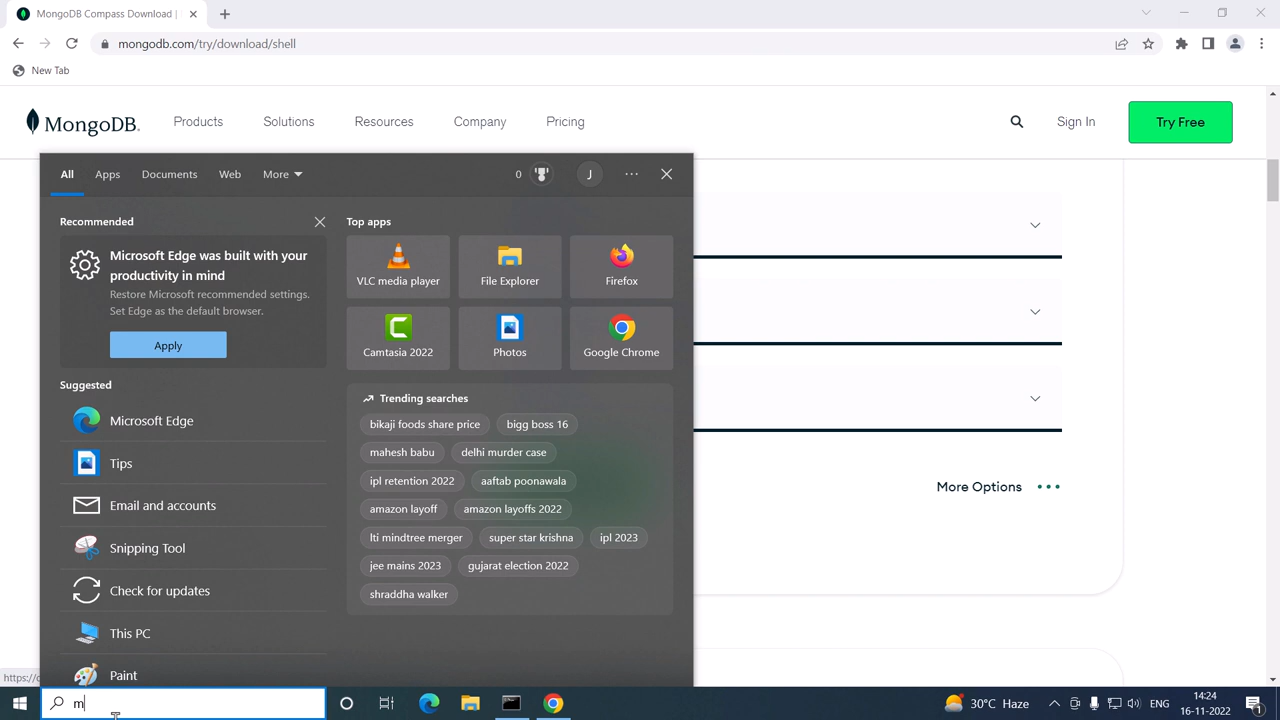 MongoDB Compass Download |
mongodb.com/try/download/shell
New Tab
MongoDB.
Products
Solutions
Resources
Company
Pricing
Sign In
Try Free
All
Apps
Documents
Web
More
0
J
Recommended
Microsoft Edge was built with your
productivity in mind
Restore Microsoft recommended settings.
Set Edge as the default browser.
Apply
Suggested
Microsoft Edge
Tips
Email and accounts
Snipping Tool
Check for updates
This PC
Paint
Top apps
VLC media player
File Explorer
Firefox
Camtasia 2022
Photos
Google Chrome
Trending searches
bikaji foods share price
bigg boss 16
mahesh babu
delhi murder case
ipl retention 2022
aaftab poonawala
amazon layoff
amazon layoffs 2022
lti mindtree merger
super star krishna
ipl 2023
jee mains 2023
gujarat election 2022
shraddha walker
More Options
m
30°C Haze
ENG
14:24
16-11-2022
1